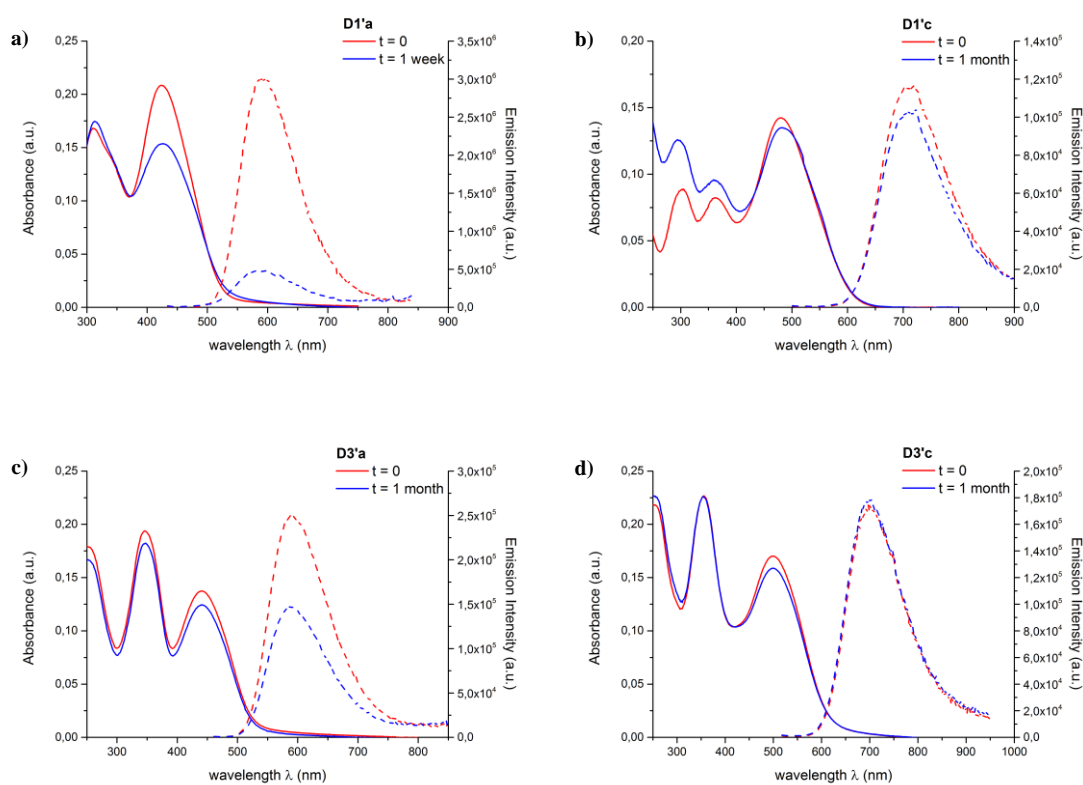 a)
D1'a
t = 0
t = 1 week
0,25
0,20
0,15
0,10
0,05
0,00
Absorbance (a.u.)
3,5x10⁶
3,0x10⁶
2,5x10⁶
2,0x10⁶
1,5x10⁶
1,0x10⁶
5,0x10⁵
0,0
Emission Intensity (a.u.)
300 400 500 600 700 800 900
wavelength λ (nm)
b)
D1'c
t = 0
t = 1 month
0,20
0,15
0,10
0,05
0,00
Absorbance (a.u.)
1,4x10⁵
1,2x10⁵
1,0x10⁵
8,0x10⁴
6,0x10⁴
4,0x10⁴
2,0x10⁴
0,0
Emission Intensity (a.u.)
300 400 500 600 700 800 900
wavelength λ (nm)
c)
D3'a
t = 0
t = 1 month
0,25
0,20
0,15
0,10
0,05
0,00
Absorbance (a.u.)
3,0x10⁵
2,5x10⁵
2,0x10⁵
1,5x10⁵
1,0x10⁵
5,0x10⁴
0,0
Emission Intensity (a.u.)
300 400 500 600 700 800
wavelength λ (nm)
d)
D3'c
t = 0
t = 1 month
0,25
0,20
0,15
0,10
0,05
0,00
Absorbance (a.u.)
2,0x10⁵
1,8x10⁵
1,6x10⁵
1,4x10⁵
1,2x10⁵
1,0x10⁵
8,0x10⁴
6,0x10⁴
4,0x10⁴
2,0x10⁴
0,0
Emission Intensity (a.u.)
300 400 500 600 700 800 900 1000
wavelength λ (nm)